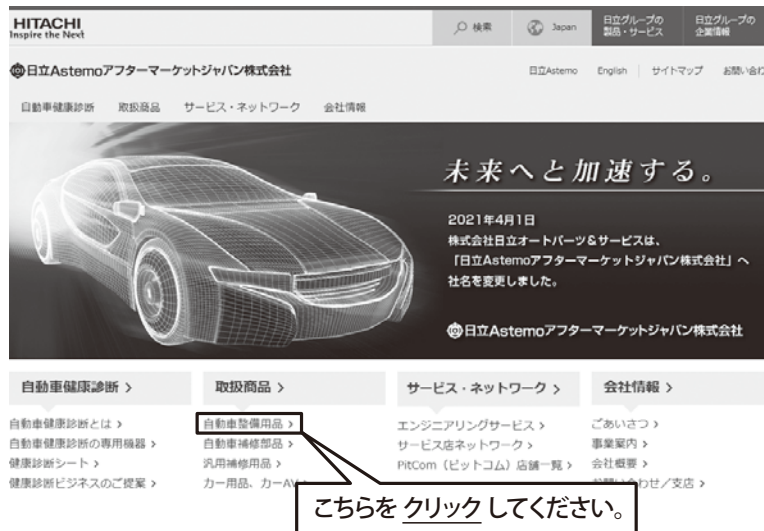 HITACHI
Inspire the Next
検索
Japan
日立グループの
製品・サービス
日立グループの
企業情報
日立Astemoアフターマーケットジャパン株式会社
日立Astemo English サイトマップ お問い合わ
自動車健康診断 取扱商品 サービス・ネットワーク 会社情報
未来へと加速する。
2021年4月1日
株式会社日立オートパーツ&サービスは、
「日立Astemoアフターマーケットジャパン株式会社」へ
社名を変更しました。
日立Astemoアフターマーケットジャパン株式会社
自動車健康診断 >
自動車健康診断とは >
自動車健康診断の専用機器 >
健康診断シート >
健康診断ビジネスのご提案 >
取扱商品 >
自動車整備用品 >
自動車補修部品 >
汎用補修用品 >
カー用品、カーAV
サービス・ネットワーク >
エンジニアリングサービス >
サービス店ネットワーク >
PitCom（ピットコム）店舗一覧 >
会社情報 >
ごあいさつ >
事業案内 >
会社概要 >
お問い合わせ／支店 >
こちらを クリック してください。